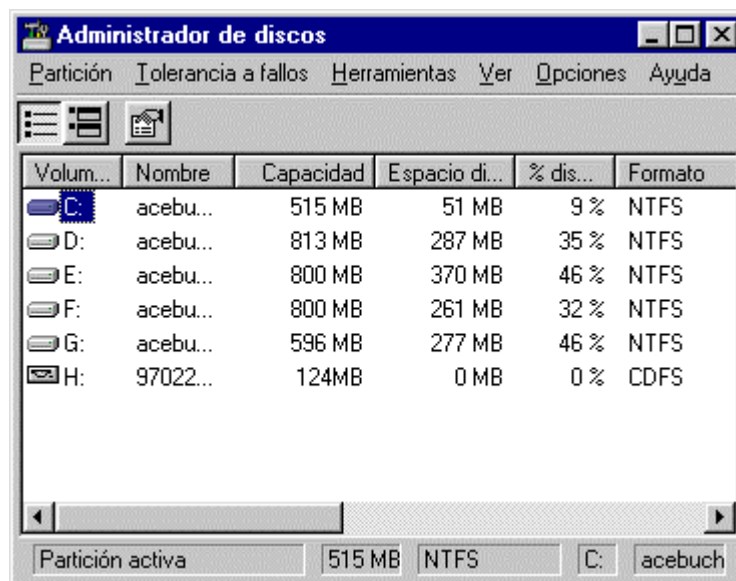 Administrador de discos
Partición Tolerancia a fallos Herramientas Ver Opciones Ayuda
Volum... Nombre Capacidad Espacio di... % dis... Formato
C: acebu... 515 MB 51 MB 9 % NTFS
D: acebu... 813 MB 287 MB 35 % NTFS
E: acebu... 800 MB 370 MB 46 % NTFS
F: acebu... 800 MB 261 MB 32 % NTFS
G: acebu... 596 MB 277 MB 46 % NTFS
H: 97022... 124MB 0 MB 0 % CDFS
Partición activa 515 MB NTFS C: acebuch